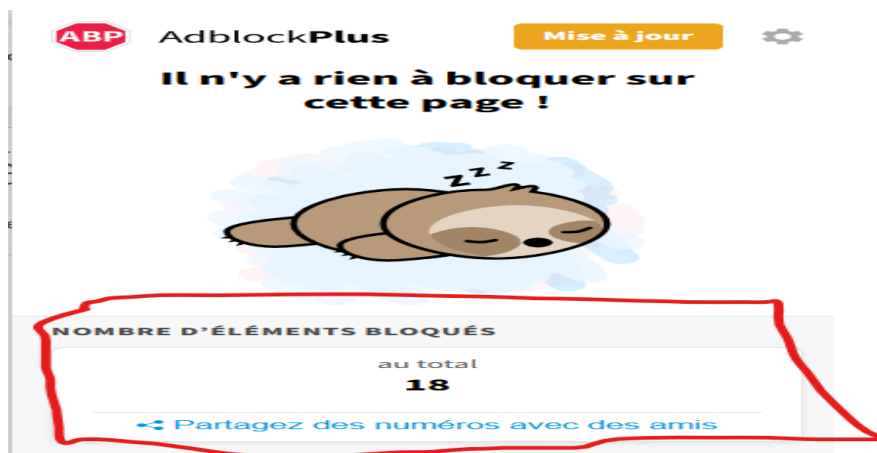 ABP AdblockPlus Mise à jour
Il n'y a rien à bloquer sur
cette page !
z z z
NOMBRE D'ÉLÉMENTS BLOQUÉS
au total
18
Partagez des numéros avec des amis